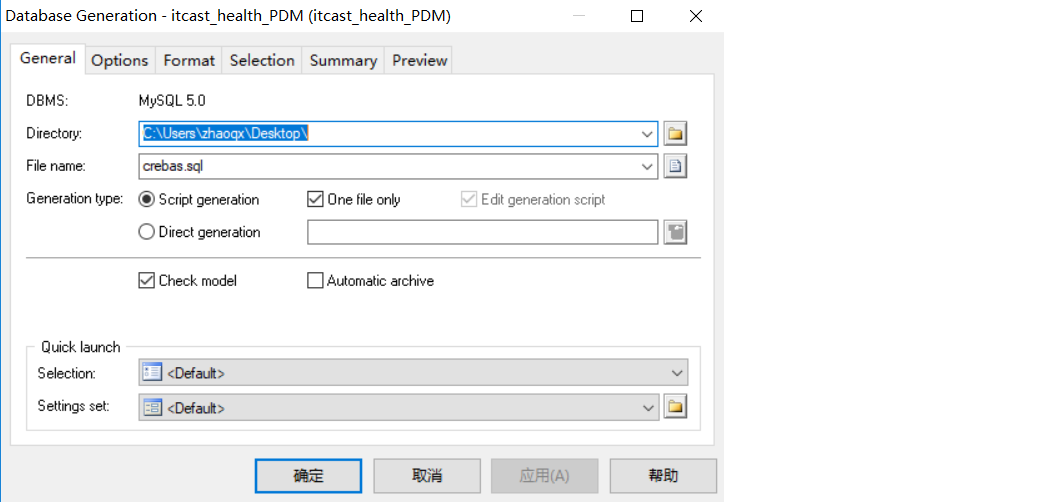 Database Generation - itcast_health_PDM (itcast_health_PDM)
General Options Format Selection Summary Preview
DBMS: MySQL 5.0
Directory: C:\Users\zhaoqx\Desktop\
File name: crebas.sql
Generation type: Script generation One file only Edit generation script
Direct generation
Check model Automatic archive
Quick launch
Selection: <Default>
Settings set: <Default>
确定 取消 应用(A) 帮助